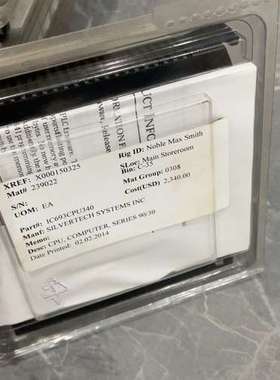 XREF: X000150325
Mat#: 239022
S/N:
UOM: EA
Rig ID: Noble Max Smith
SLoc: Main Storeroom
Bin: C-35
Mat Group: 0308
Cost(USD): 2,340.00
Part#: IC693CPU340
Manf: SILVERTECH SYSTEMS INC
Memo:
Desc: CPU, COMPUTER, SERIES 90/30
Date Printed: 02.02.2014